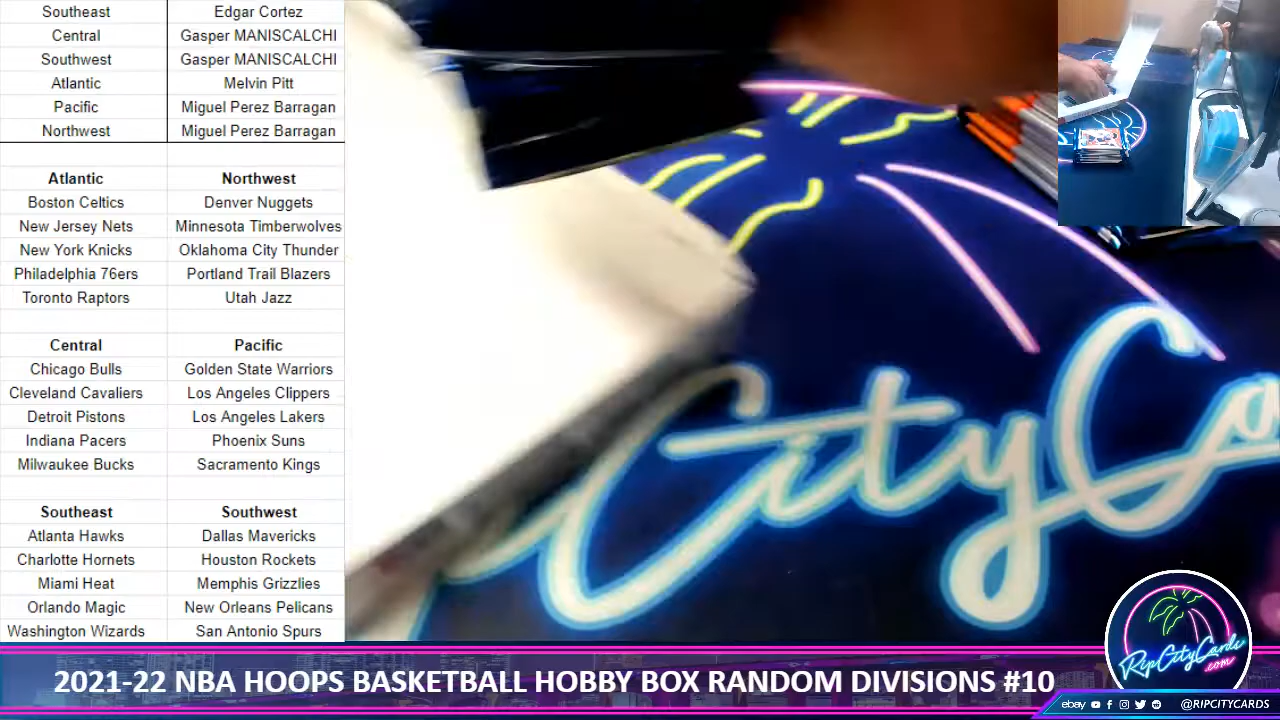 Southeast Edgar Cortez
Central Gasper MANISCALCHI
Southwest Gasper MANISCALCHI
Atlantic Melvin Pitt
Pacific Miguel Perez Barragan
Northwest Miguel Perez Barragan
Atlantic Northwest
Boston Celtics Denver Nuggets
New Jersey Nets Minnesota Timberwolves
New York Knicks Oklahoma City Thunder
Philadelphia 76ers Portland Trail Blazers
Toronto Raptors Utah Jazz
Central Pacific
Chicago Bulls Golden State Warriors
Cleveland Cavaliers Los Angeles Clippers
Detroit Pistons Los Angeles Lakers
Indiana Pacers Phoenix Suns
Milwaukee Bucks Sacramento Kings
Southeast Southwest
Atlanta Hawks Dallas Mavericks
Charlotte Hornets Houston Rockets
Miami Heat Memphis Grizzlies
Orlando Magic New Orleans Pelicans
Washington Wizards San Antonio Spurs
City Ca
RipCityCards
.com
2021-22 NBA HOOPS BASKETBALL HOBBY BOX RANDOM DIVISIONS #10
ebay @RIPCITYCARDS